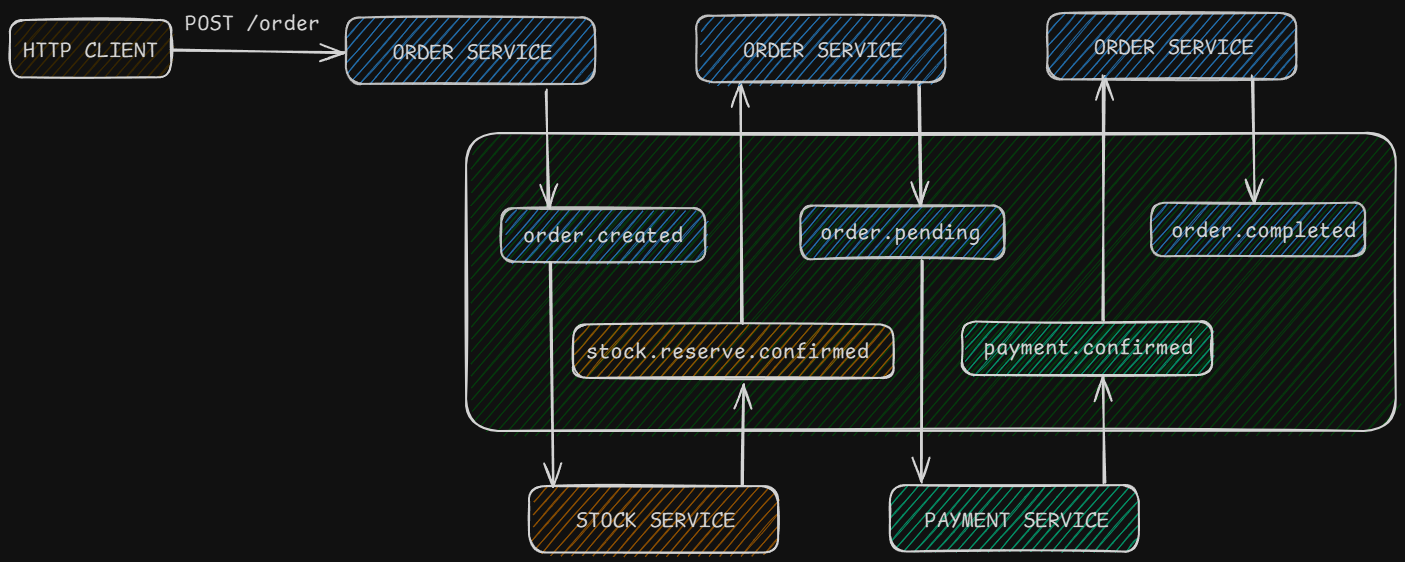 POST /order
HTTP CLIENT
ORDER SERVICE
ORDER SERVICE
ORDER SERVICE
order.created
order.pending
order.completed
stock.reserve.confirmed
payment.confirmed
STOCK SERVICE
PAYMENT SERVICE